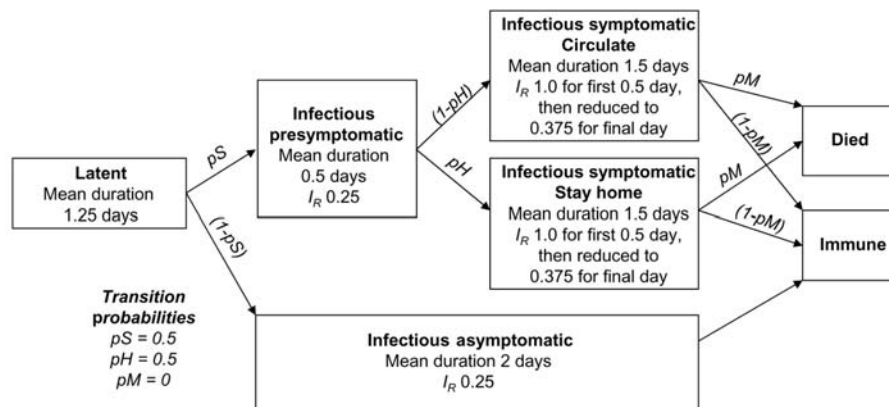 Infectious symptomatic
Circulate
Mean duration 1.5 days
I_R 1.0 for first 0.5 day,
then reduced to
0.375 for final day
Infectious
presymptomatic
Mean duration
0.5 days
I_R 0.25
Latent
Mean duration
1.25 days
pS
(1-pS)
(1-pH)
pH
Infectious symptomatic
Stay home
Mean duration 1.5 days
I_R 1.0 for first 0.5 day,
then reduced to
0.375 for final day
pM
(1-pM)
pM
(1-pM)
Died
Immune
Transition
probabilities
pS = 0.5
pH = 0.5
pM = 0
Infectious asymptomatic
Mean duration 2 days
I_R 0.25